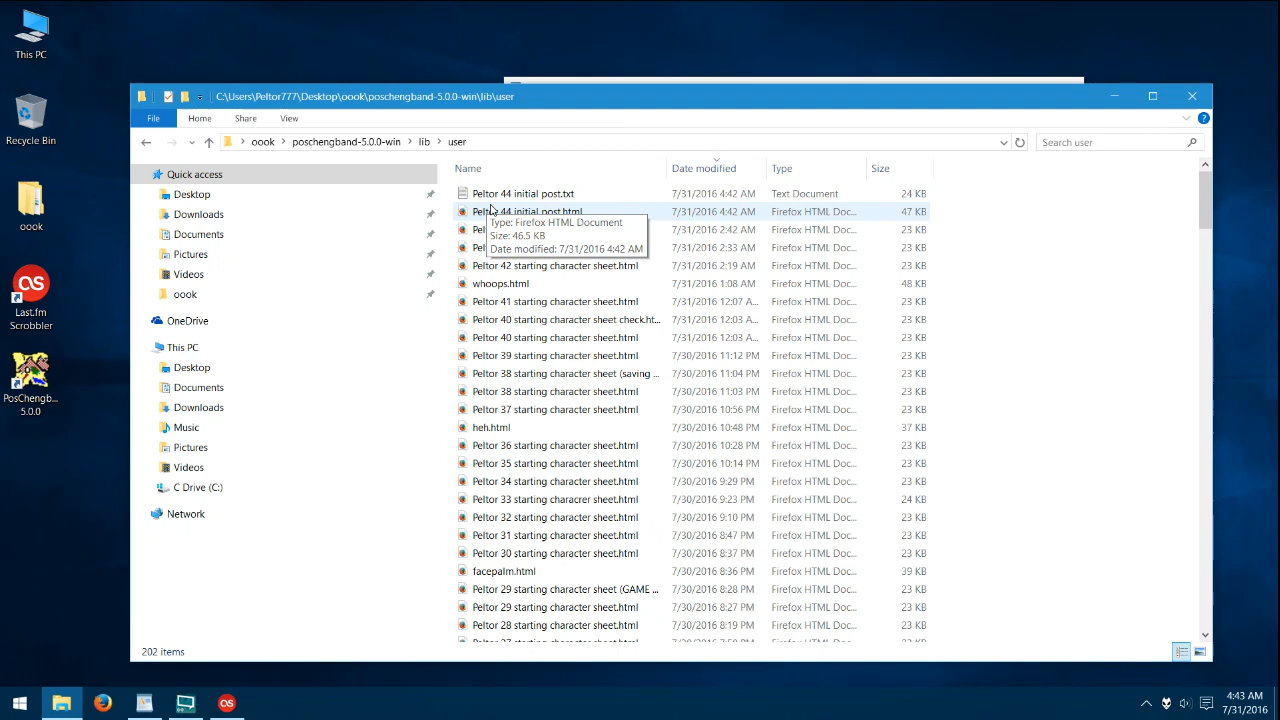 This PC
Recycle Bin
oook
Last.fm
Scrobbler
PosChengb...
5.0.0
C:\Users\Peltor777\Desktop\oook\poschengband-5.0.0-win\lib\user
File Home Share View
oook poschengband-5.0.0-win lib user
Search user
Quick access
Desktop
Downloads
Documents
Pictures
Videos
oook
OneDrive
This PC
Desktop
Documents
Downloads
Music
Pictures
Videos
C Drive (C:)
Network
Name Date modified Type Size
Peltor 44 initial post.txt 7/31/2016 4:42 AM Text Document 24 KB
Peltor 44 initial post.html 7/31/2016 4:42 AM Firefox HTML Doc... 47 KB
Pel 7/31/2016 2:42 AM Firefox HTML Doc... 23 KB
Pel 7/31/2016 2:33 AM Firefox HTML Doc... 23 KB
Type: Firefox HTML Document
Size: 46.5 KB
Date modified: 7/31/2016 4:42 AM
Peltor 42 starting character sheet.html 7/31/2016 2:19 AM Firefox HTML Doc... 23 KB
whoops.html 7/31/2016 1:08 AM Firefox HTML Doc... 48 KB
Peltor 41 starting character sheet.html 7/31/2016 12:07 A... Firefox HTML Doc... 23 KB
Peltor 40 starting character sheet check.ht... 7/31/2016 12:03 A... Firefox HTML Doc... 23 KB
Peltor 40 starting character sheet.html 7/31/2016 12:03 A... Firefox HTML Doc... 23 KB
Peltor 39 starting character sheet.html 7/30/2016 11:12 PM Firefox HTML Doc... 23 KB
Peltor 38 starting character sheet (saving ... 7/30/2016 11:04 PM Firefox HTML Doc... 23 KB
Peltor 38 starting character sheet.html 7/30/2016 11:03 PM Firefox HTML Doc... 23 KB
Peltor 37 starting character sheet.html 7/30/2016 10:56 PM Firefox HTML Doc... 23 KB
heh.html 7/30/2016 10:48 PM Firefox HTML Doc... 37 KB
Peltor 36 starting character sheet.html 7/30/2016 10:28 PM Firefox HTML Doc... 23 KB
Peltor 35 starting character sheet.html 7/30/2016 10:14 PM Firefox HTML Doc... 23 KB
Peltor 34 starting character sheet.html 7/30/2016 9:29 PM Firefox HTML Doc... 23 KB
Peltor 33 starting characrer sheet.html 7/30/2016 9:23 PM Firefox HTML Doc... 24 KB
Peltor 32 starting character sheet.html 7/30/2016 9:10 PM Firefox HTML Doc... 23 KB
Peltor 31 starting character sheet.html 7/30/2016 8:47 PM Firefox HTML Doc... 23 KB
Peltor 30 starting character sheet.html 7/30/2016 8:37 PM Firefox HTML Doc... 23 KB
facepalm.html 7/30/2016 8:36 PM Firefox HTML Doc... 39 KB
Peltor 29 starting character sheet (GAME ... 7/30/2016 8:28 PM Firefox HTML Doc... 23 KB
Peltor 29 starting character sheet.html 7/30/2016 8:27 PM Firefox HTML Doc... 23 KB
Peltor 28 starting character sheet.html 7/30/2016 8:19 PM Firefox HTML Doc... 23 KB
202 items
4:43 AM
7/31/2016